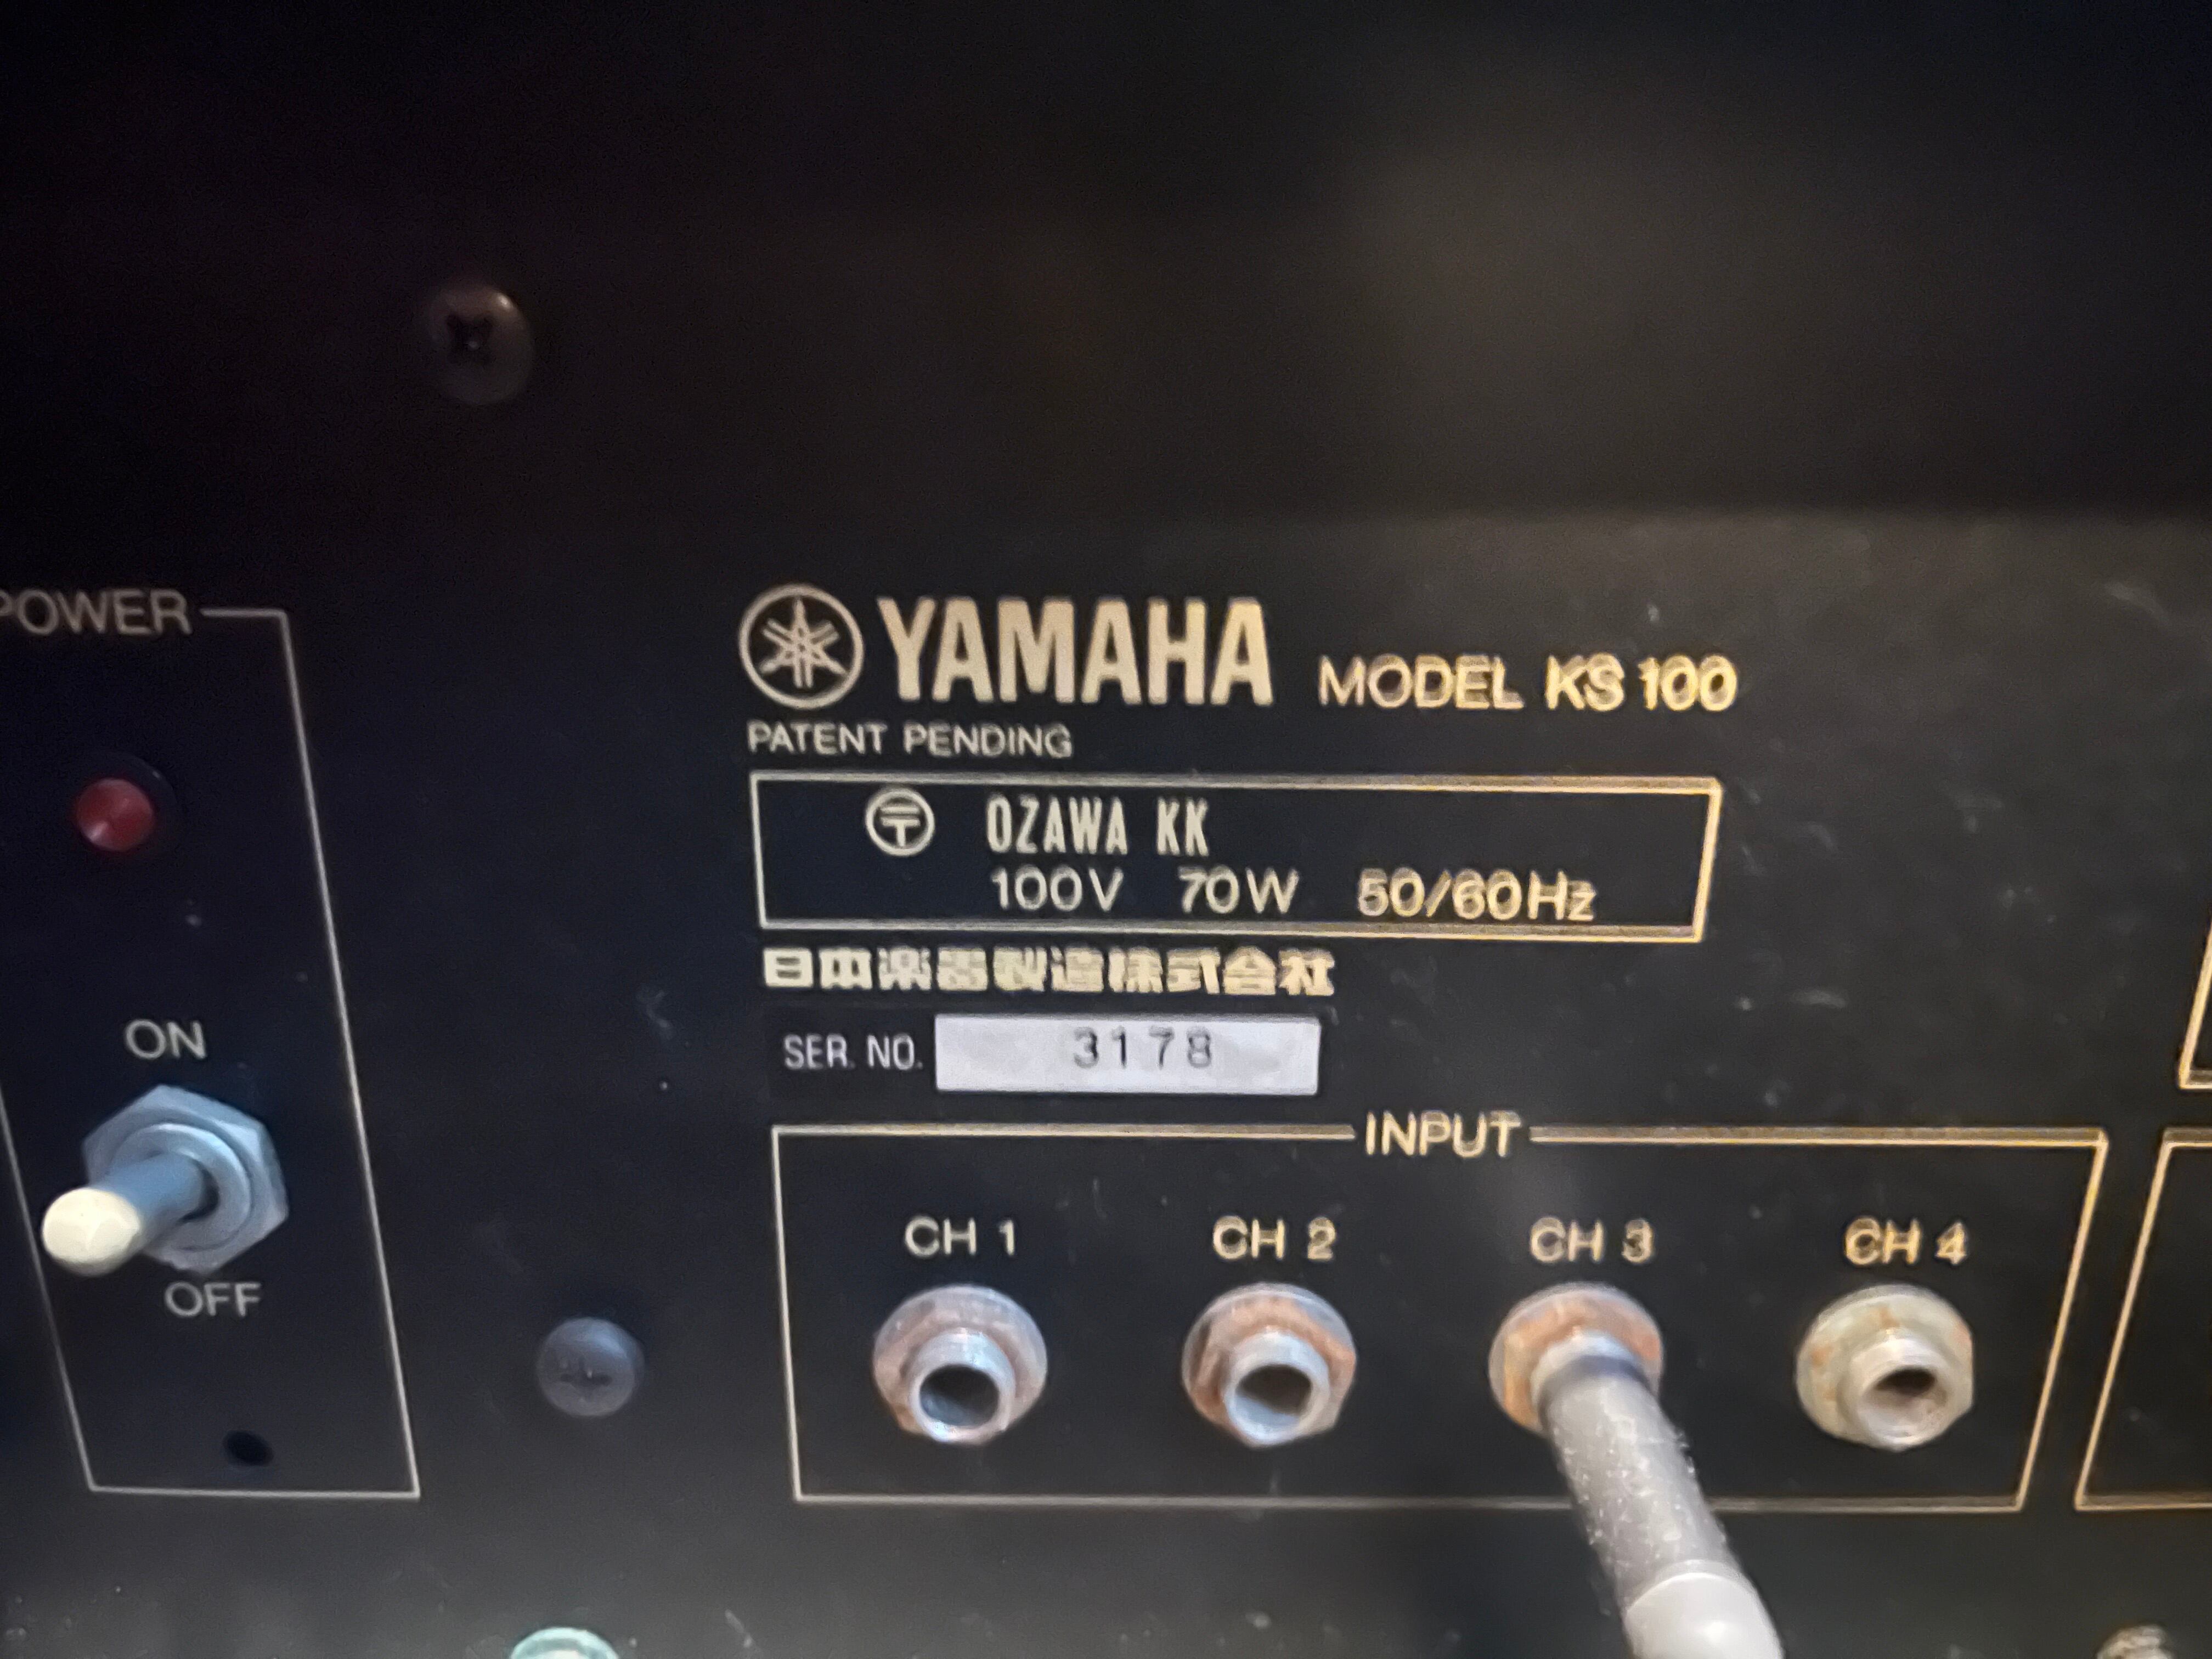 POWER
YAMAHA MODEL KS 100
PATENT PENDING
〒 OZAWA KK
100V 70W 50/60Hz
日本楽器製造株式会社
SER. NO. 3178
ON
OFF
INPUT
CH 1 CH 2 CH 3 CH 4